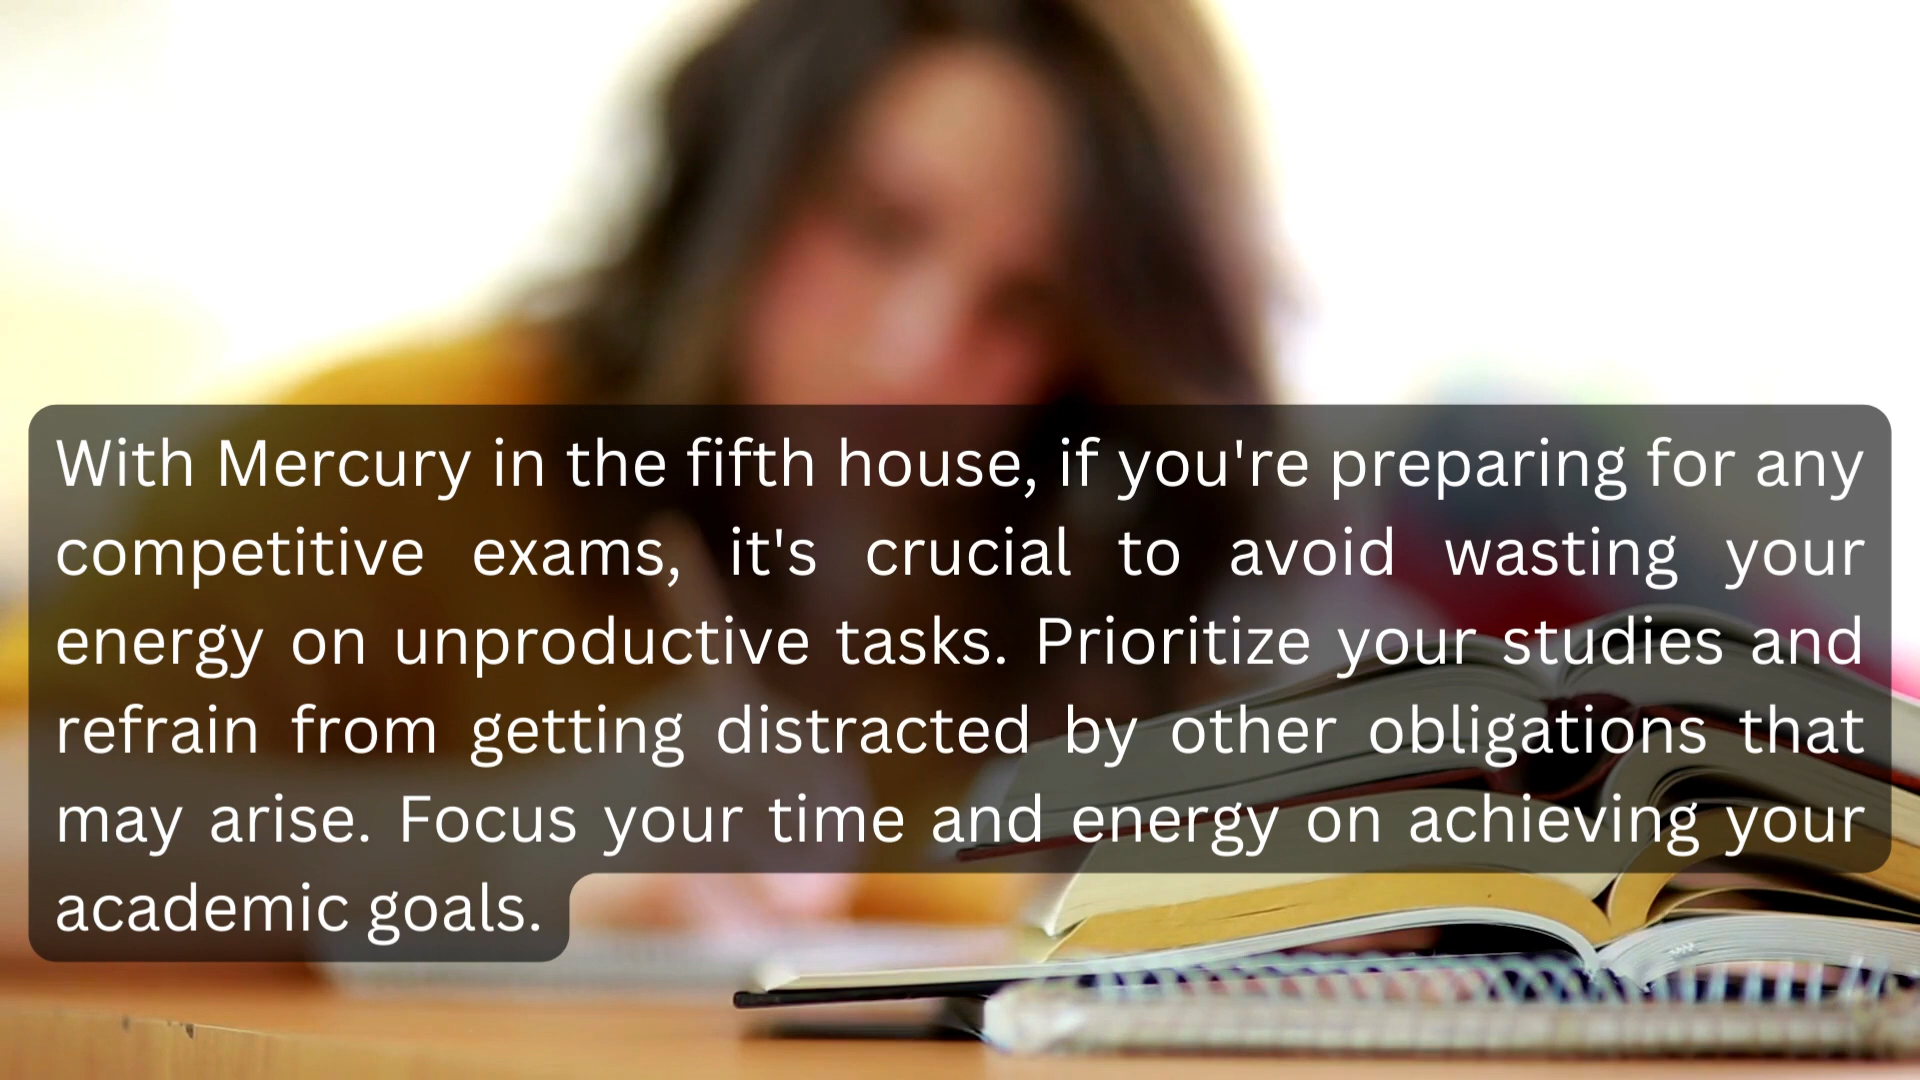 With Mercury in the fifth house, if you're preparing for any
competitive exams, it's crucial to avoid wasting your
energy on unproductive tasks. Prioritize your studies and
refrain from getting distracted by other obligations that
may arise. Focus your time and energy on achieving your
academic goals.